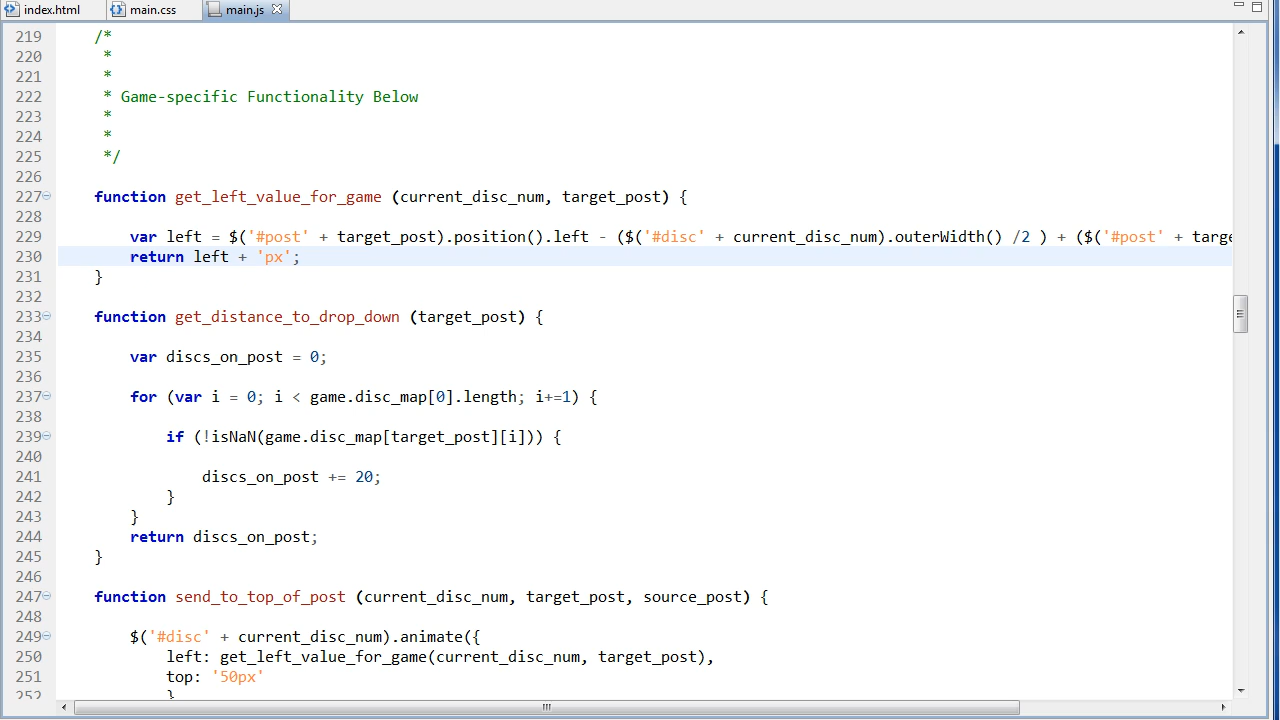 index.html main.css main.js
219 /*
220 *
221 *
222 * Game-specific Functionality Below
223 *
224 *
225 */
226
227 function get_left_value_for_game (current_disc_num, target_post) {
228
229 var left = $('#post' + target_post).position().left - ($('#disc' + current_disc_num).outerWidth() /2 ) + ($('#post' + targe
230 return left + 'px';
231 }
232
233 function get_distance_to_drop_down (target_post) {
234
235 var discs_on_post = 0;
236
237 for (var i = 0; i < game.disc_map[0].length; i+=1) {
238
239 if (!isNaN(game.disc_map[target_post][i])) {
240
241 discs_on_post += 20;
242 }
243 }
244 return discs_on_post;
245 }
246
247 function send_to_top_of_post (current_disc_num, target_post, source_post) {
248
249 $('#disc' + current_disc_num).animate({
250 left: get_left_value_for_game(current_disc_num, target_post),
251 top: '50px'
252 }